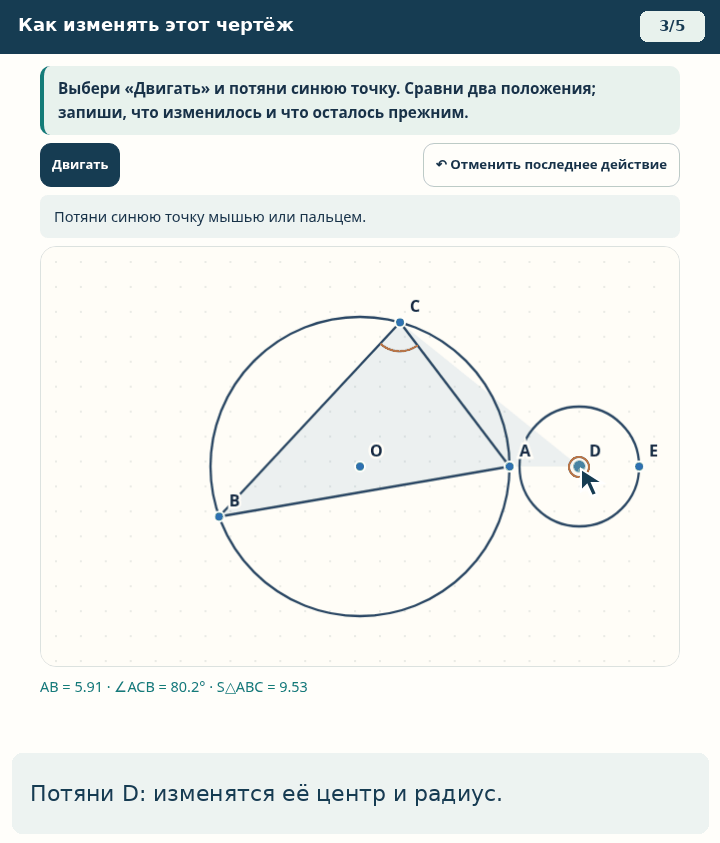 Как изменять этот чертёж
3/5
Выбери «Двигать» и потяни синюю точку. Сравни два положения;
запиши, что изменилось и что осталось прежним.
Двигать
↶ Отменить последнее действие
Потяни синюю точку мышью или пальцем.
C
O
A
D
E
B
AB = 5.91 · ∠ACB = 80.2° · S△ABC = 9.53
Потяни D: изменятся её центр и радиус.